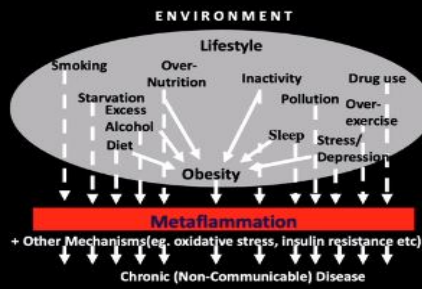 ENVIRONMENT
Lifestyle
Smoking
Over-
Nutrition
Inactivity
Drug use
Starvation
Excess
Alcohol
Diet
Pollution
Over-
exercise
Sleep
Stress/
Depression
Obesity
Metaflammation
+ Other Mechanisms(eg. oxidative stress, insulin resistance etc)
Chronic (Non-Communicable) Disease